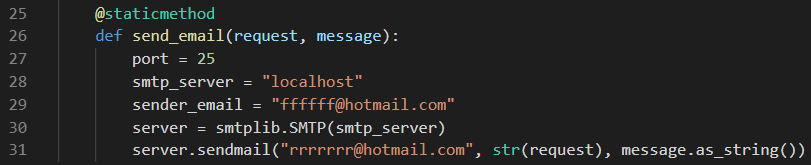 25 @staticmethod
26 def send_email(request, message):
27 port = 25
28 smtp_server = "localhost"
29 sender_email = "ffffff@hotmail.com"
30 server = smtplib.SMTP(smtp_server)
31 server.sendmail("rrrrrrr@hotmail.com", str(request), message.as_string())